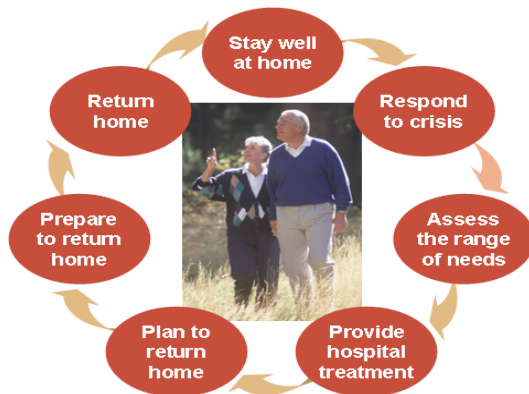 Stay well
at home
Respond
to crisis
Assess
the range
of needs
Provide
hospital
treatment
Plan to
return
home
Prepare
to return
home
Return
home